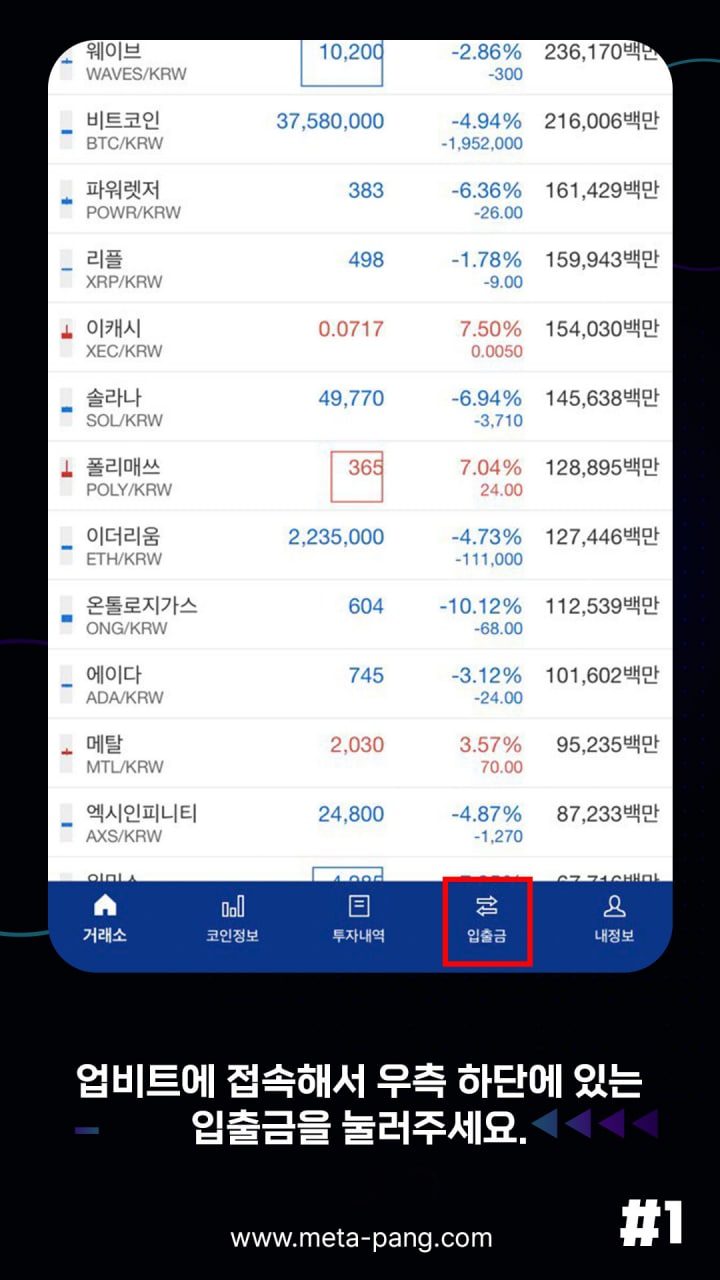 웨이브 10,200 -2.86% 236,170백만
WAVES/KRW -300
비트코인 37,580,000 -4.94% 216,006백만
BTC/KRW -1,952,000
파워렛저 383 -6.36% 161,429백만
POWR/KRW -26.00
리플 498 -1.78% 159,943백만
XRP/KRW -9.00
이캐시 0.0717 7.50% 154,030백만
XEC/KRW 0.0050
솔라나 49,770 -6.94% 145,638백만
SOL/KRW -3,710
폴리매쓰 365 7.04% 128,895백만
POLY/KRW 24.00
이더리움 2,235,000 -4.73% 127,446백만
ETH/KRW -111,000
온톨로지가스 604 -10.12% 112,539백만
ONG/KRW -68.00
에이다 745 -3.12% 101,602백만
ADA/KRW -24.00
메탈 2,030 3.57% 95,235백만
MTL/KRW 70.00
엑시인피니티 24,800 -4.87% 87,233백만
AXS/KRW -1,270
거래소 코인정보 투자내역 입출금 내정보
업비트에 접속해서 우측 하단에 있는
입출금을 눌러주세요.
#1
www.meta-pang.com